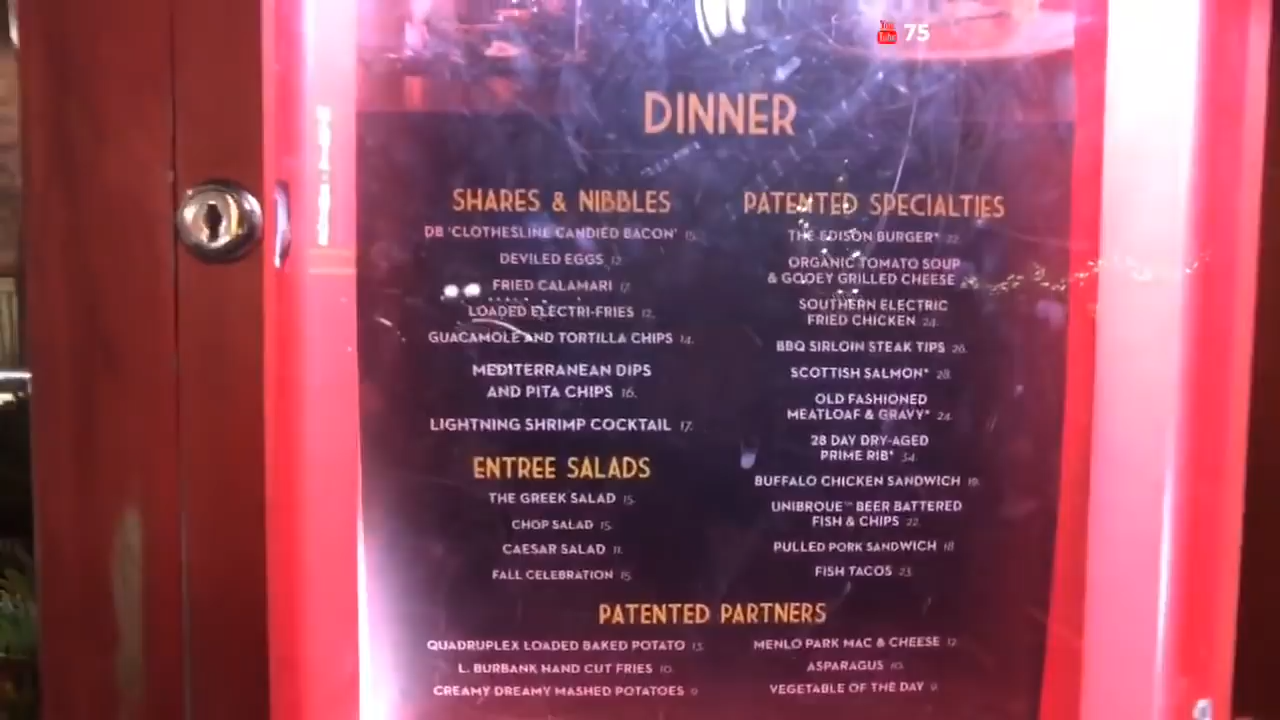 You Tube 75
DINNER
SHARES & NIBBLES
DB 'CLOTHESLINE CANDIED BACON' 15.
DEVILED EGGS 12.
FRIED CALAMARI 17.
LOADED ELECTRI-FRIES 12.
GUACAMOLE AND TORTILLA CHIPS 14.
MEDITERRANEAN DIPS
AND PITA CHIPS 16.
LIGHTNING SHRIMP COCKTAIL 17.
ENTREE SALADS
THE GREEK SALAD 15.
CHOP SALAD 15.
CAESAR SALAD 11.
FALL CELEBRATION 15.
PATENTED SPECIALTIES
THE EDISON BURGER* 22.
ORGANIC TOMATO SOUP
& GOOEY GRILLED CHEESE
SOUTHERN ELECTRIC
FRIED CHICKEN 24.
BBQ SIRLOIN STEAK TIPS 26.
SCOTTISH SALMON* 28.
OLD FASHIONED
MEATLOAF & GRAVY* 24.
28 DAY DRY-AGED
PRIME RIB* 34.
BUFFALO CHICKEN SANDWICH 19.
UNIBROUE™ BEER BATTERED
FISH & CHIPS 22.
PULLED PORK SANDWICH 18.
FISH TACOS 23.
PATENTED PARTNERS
QUADRUPLEX LOADED BAKED POTATO 13.
L. BURBANK HAND CUT FRIES 10.
CREAMY DREAMY MASHED POTATOES 9.
MENLO PARK MAC & CHEESE 12.
ASPARAGUS 10.
VEGETABLE OF THE DAY 9.